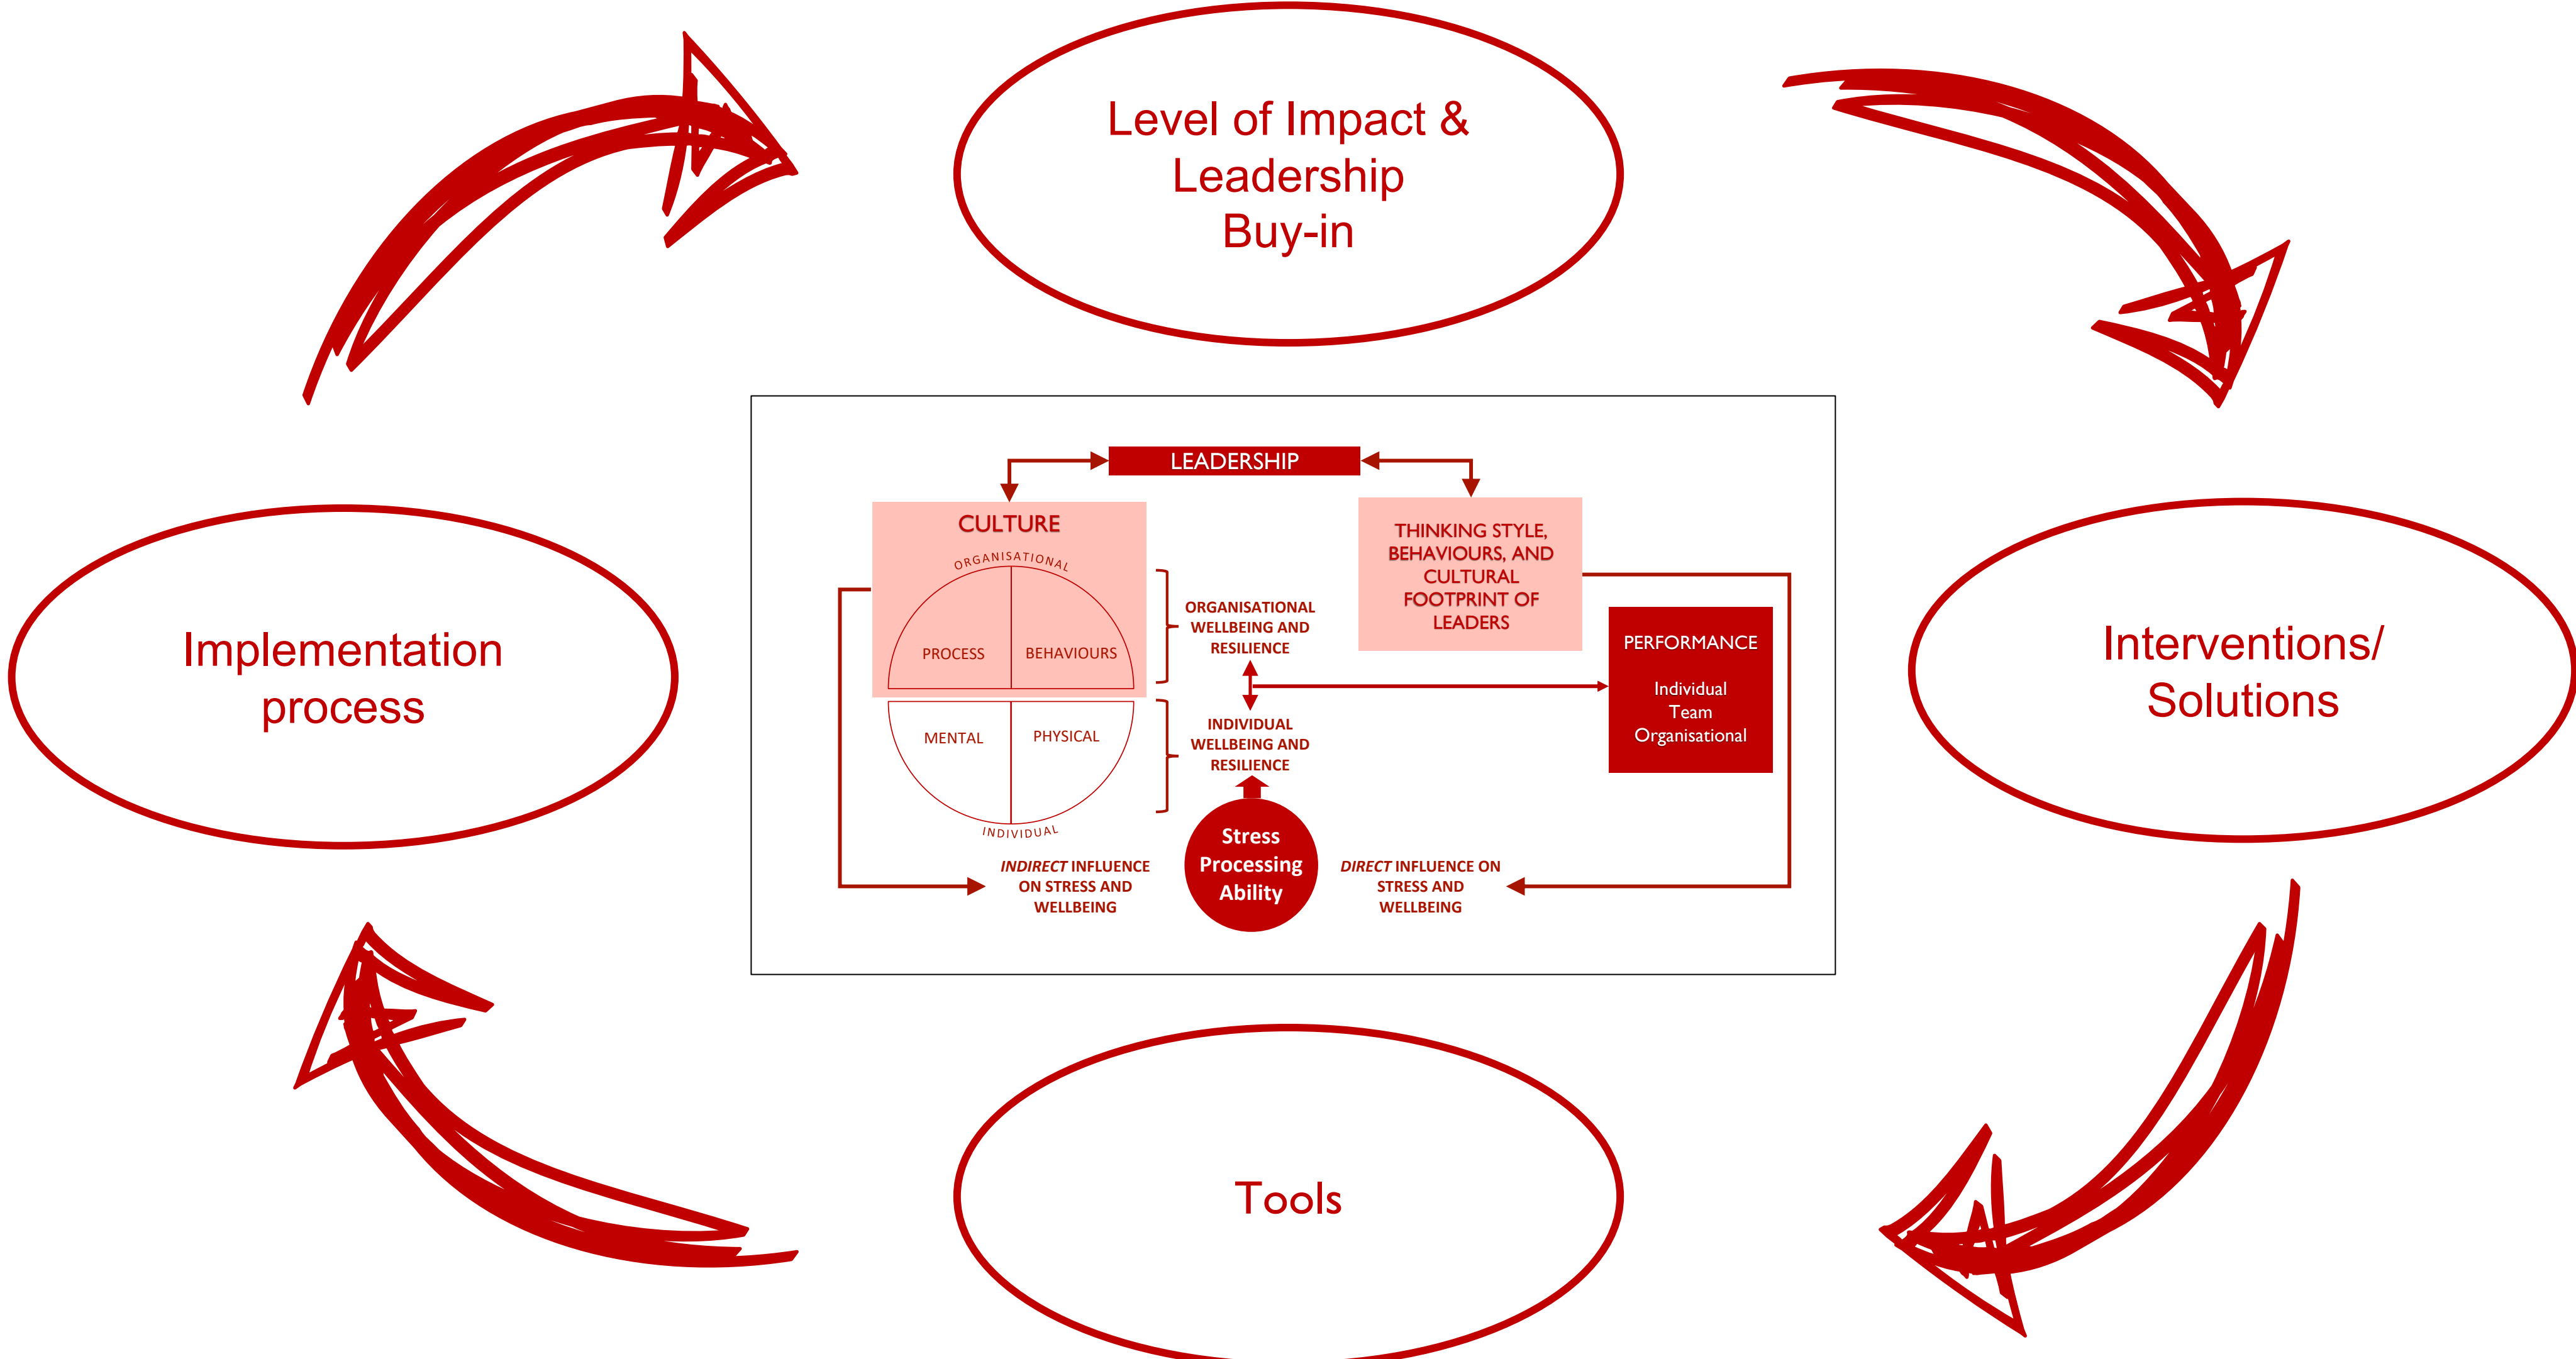 Level of Impact &
Leadership
Buy-in
Implementation
process
Interventions/
Solutions
Tools
LEADERSHIP
CULTURE
ORGANISATIONAL
PROCESS
BEHAVIOURS
MENTAL
PHYSICAL
INDIVIDUAL
ORGANISATIONAL
WELLBEING AND
RESILIENCE
INDIVIDUAL
WELLBEING AND
RESILIENCE
THINKING STYLE,
BEHAVIOURS, AND
CULTURAL
FOOTPRINT OF
LEADERS
PERFORMANCE
Individual
Team
Organisational
INDIRECT INFLUENCE
ON STRESS AND
WELLBEING
Stress
Processing
Ability
DIRECT INFLUENCE ON
STRESS AND
WELLBEING